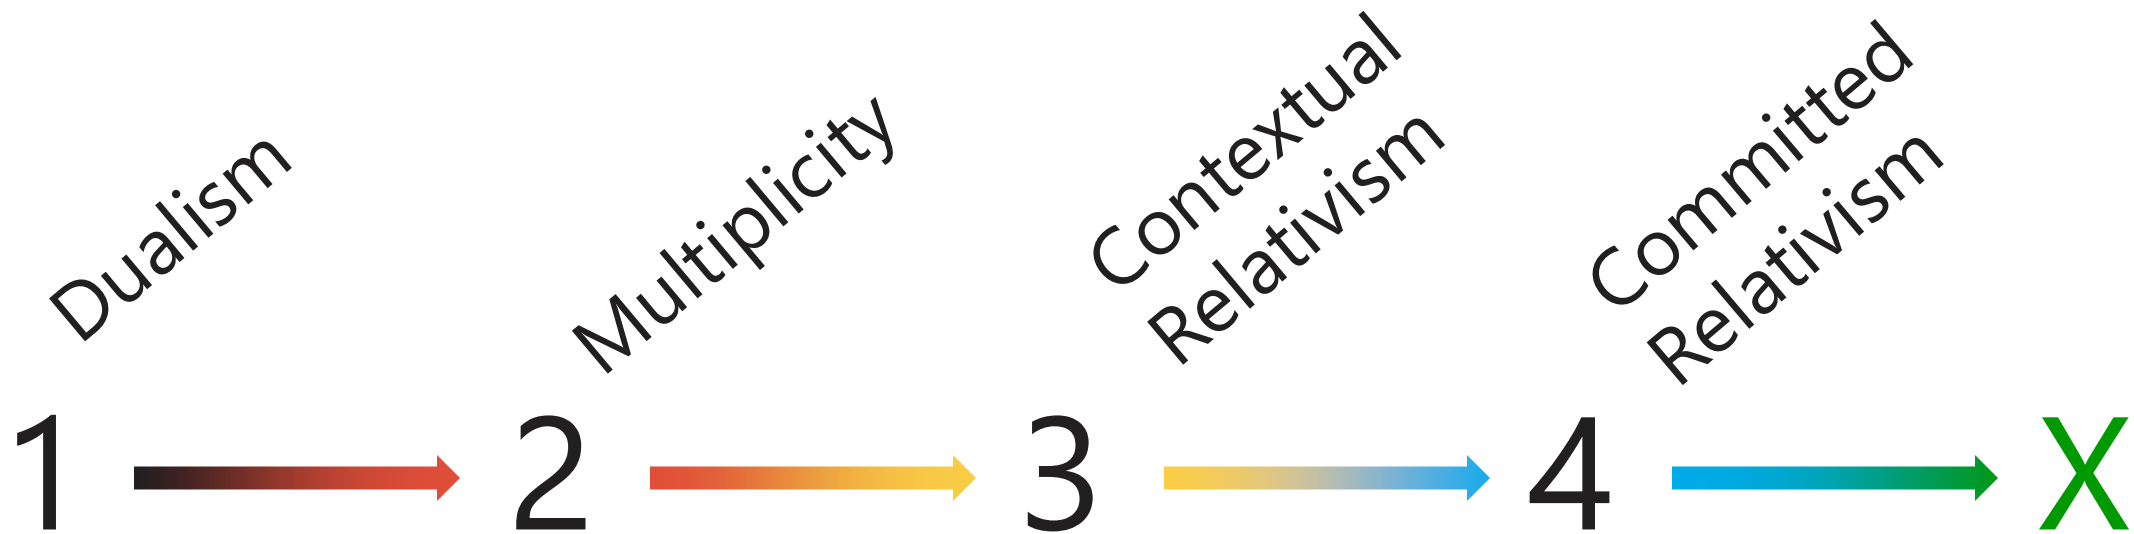 Dualism
Multiplicity
Contextual
Relativism
Committed
Relativism
1
2
3
4
X